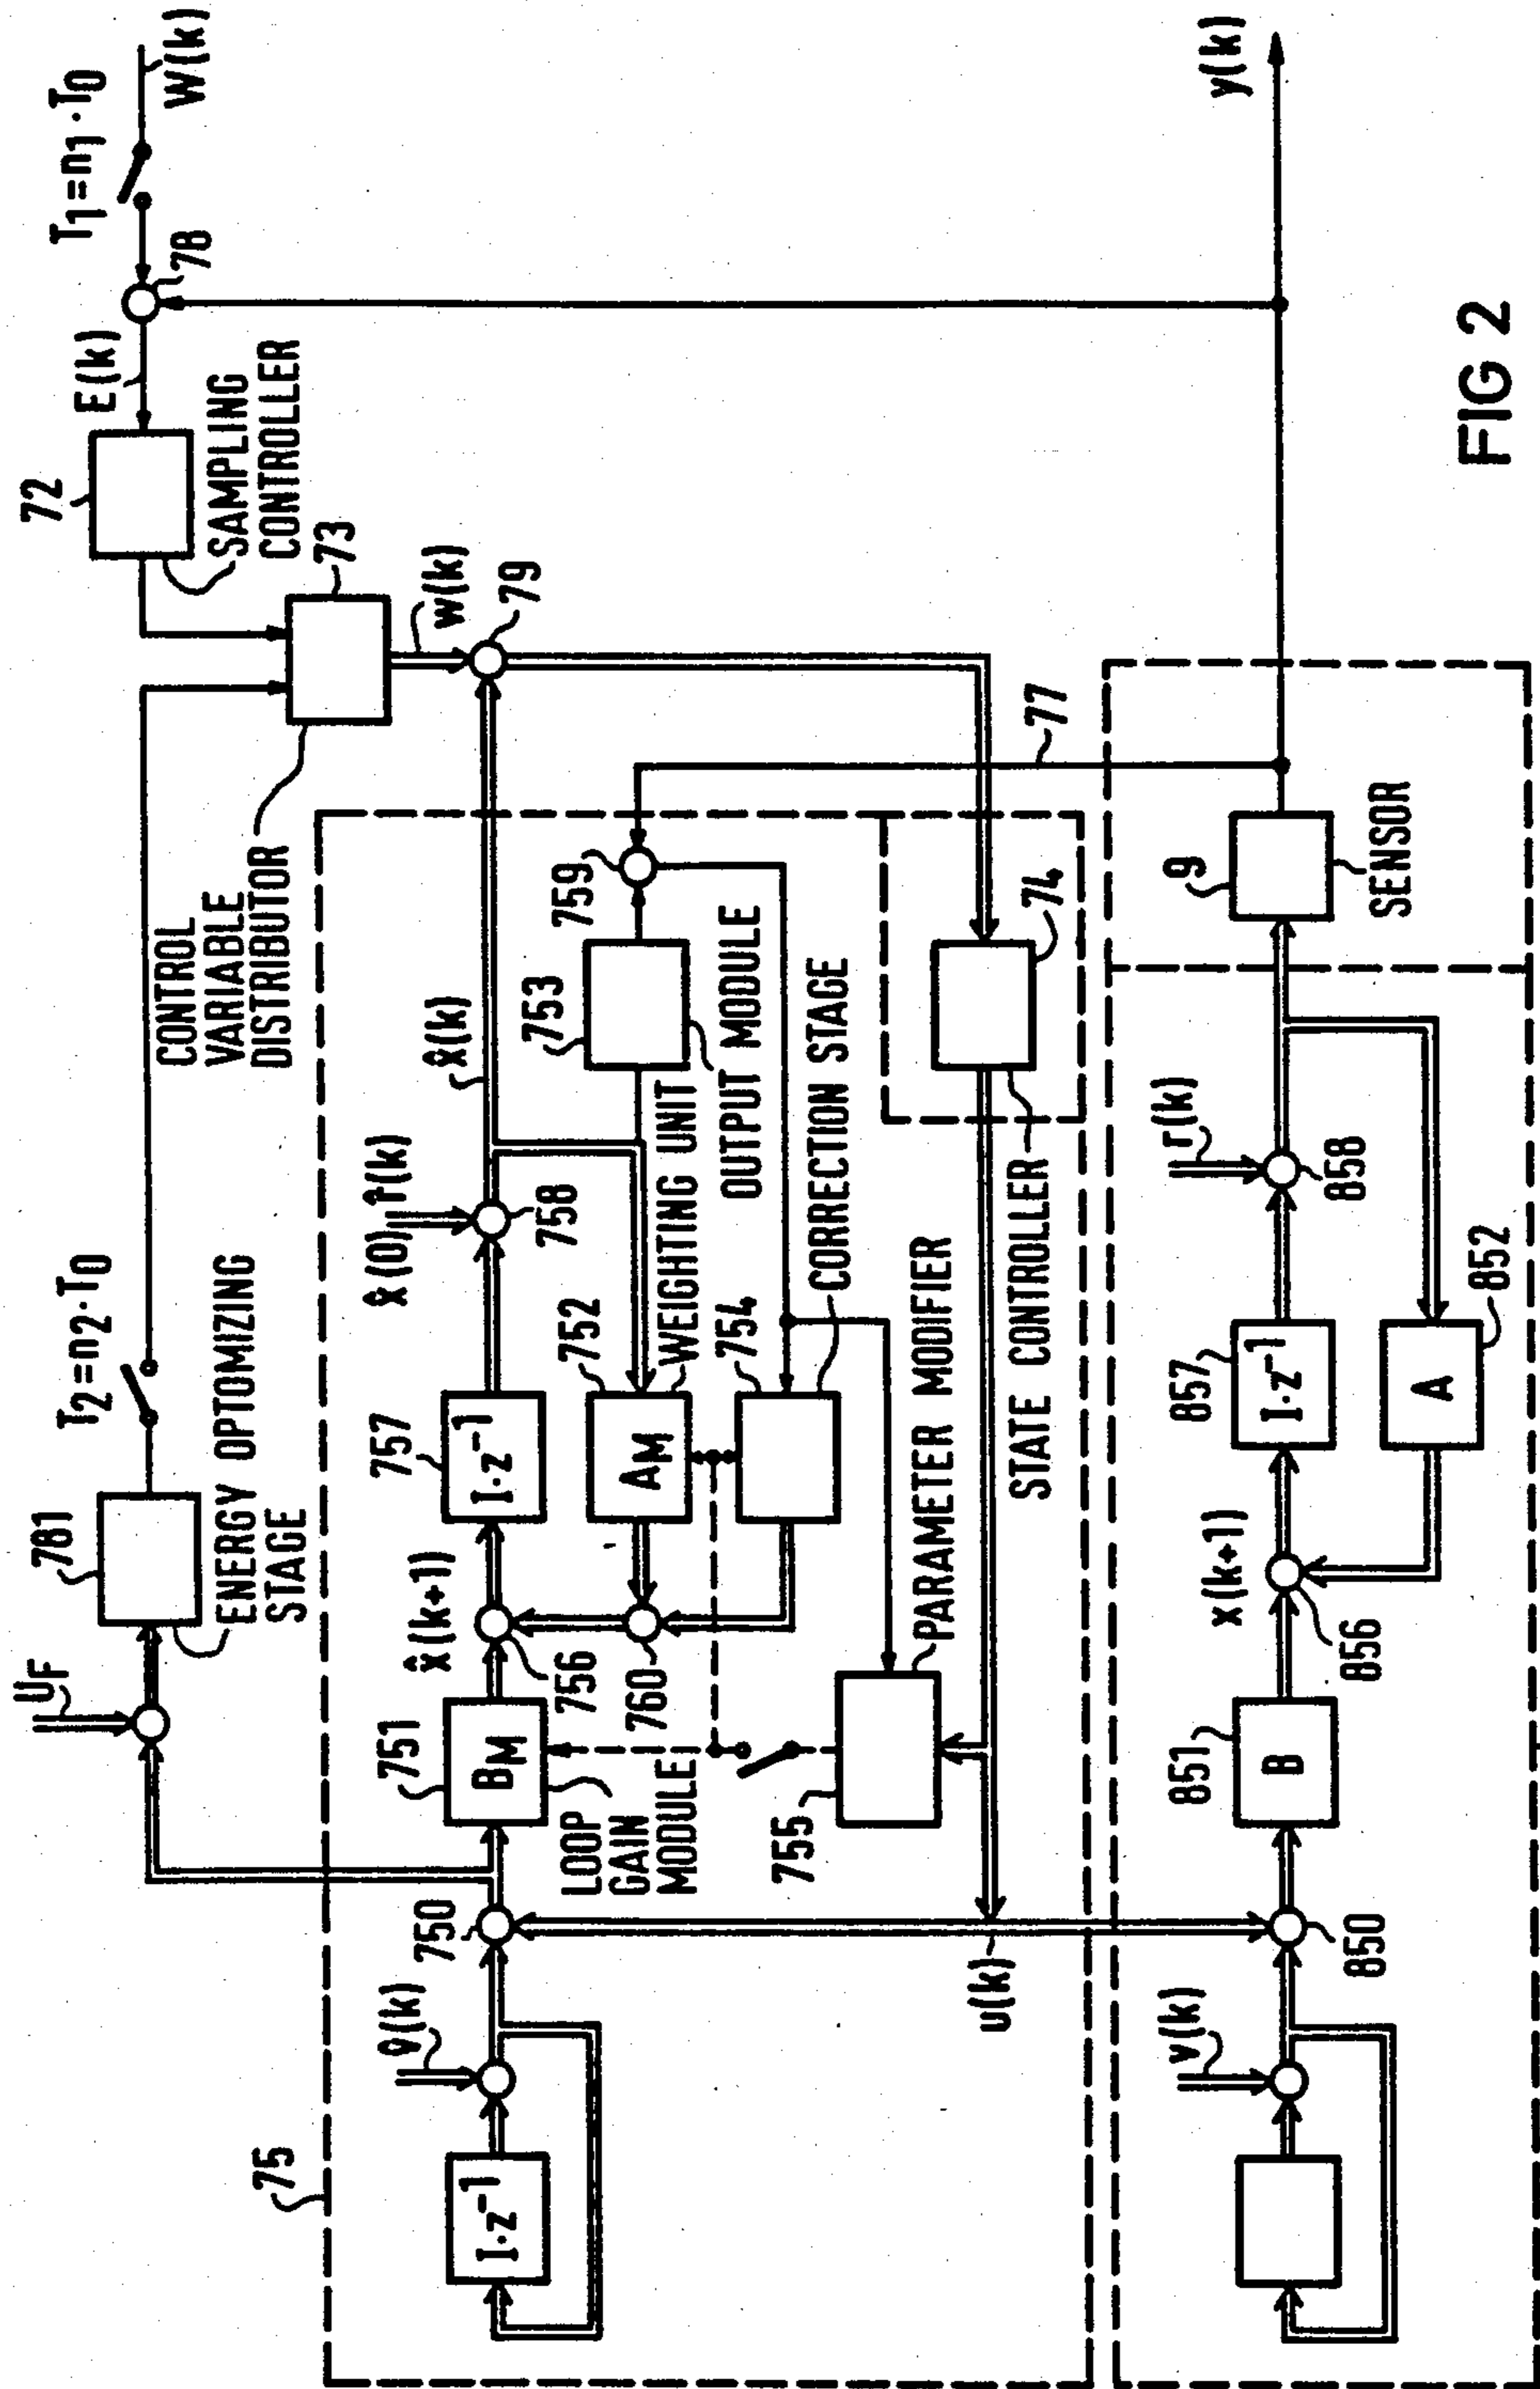 75
I·z⁻¹
v̂(k)
750
U_F
781
ENERGY OPTOMIZING
STAGE
T₂=n₂·T₀
CONTROL
VARIABLE
DISTRIBUTOR
72
SAMPLING
CONTROLLER
73
E(k)
78
T₁=n₁·T₀
W(k)
w(k)
79
751
B_M
LOOP
GAIN
MODULE
x̂(k+1)
756
757
I·z⁻¹
x̂(0), r̂(k)
758
x̂(k)
760
752
A_M
WEIGHTING UNIT
753
OUTPUT MODULE
759
754
CORRECTION STAGE
755
PARAMETER MODIFIER
STATE CONTROLLER
74
77
u(k)
v(k)
850
851
B
x(k+1)
856
857
I·z⁻¹
r(k)
858
A
852
9
SENSOR
y(k)
FIG 2